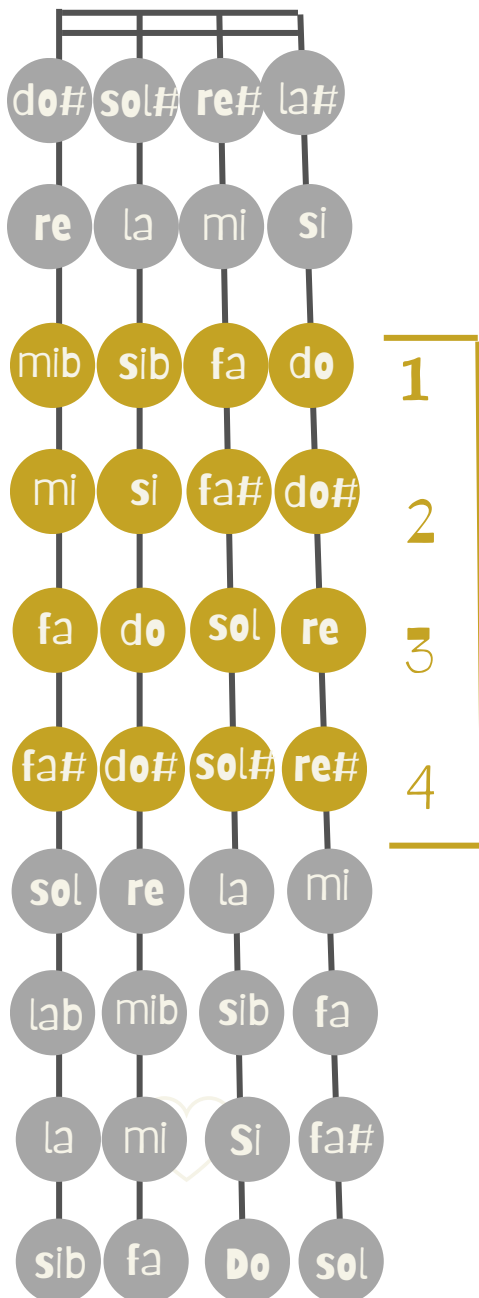 do# sol# re# la#
re la mi si
mib sib fa do 1
mi si fa# do# 2
fa do sol re 3
fa# do# sol# re# 4
sol re la mi
lab mib sib fa
la mi Si fa#
sib fa Do sol